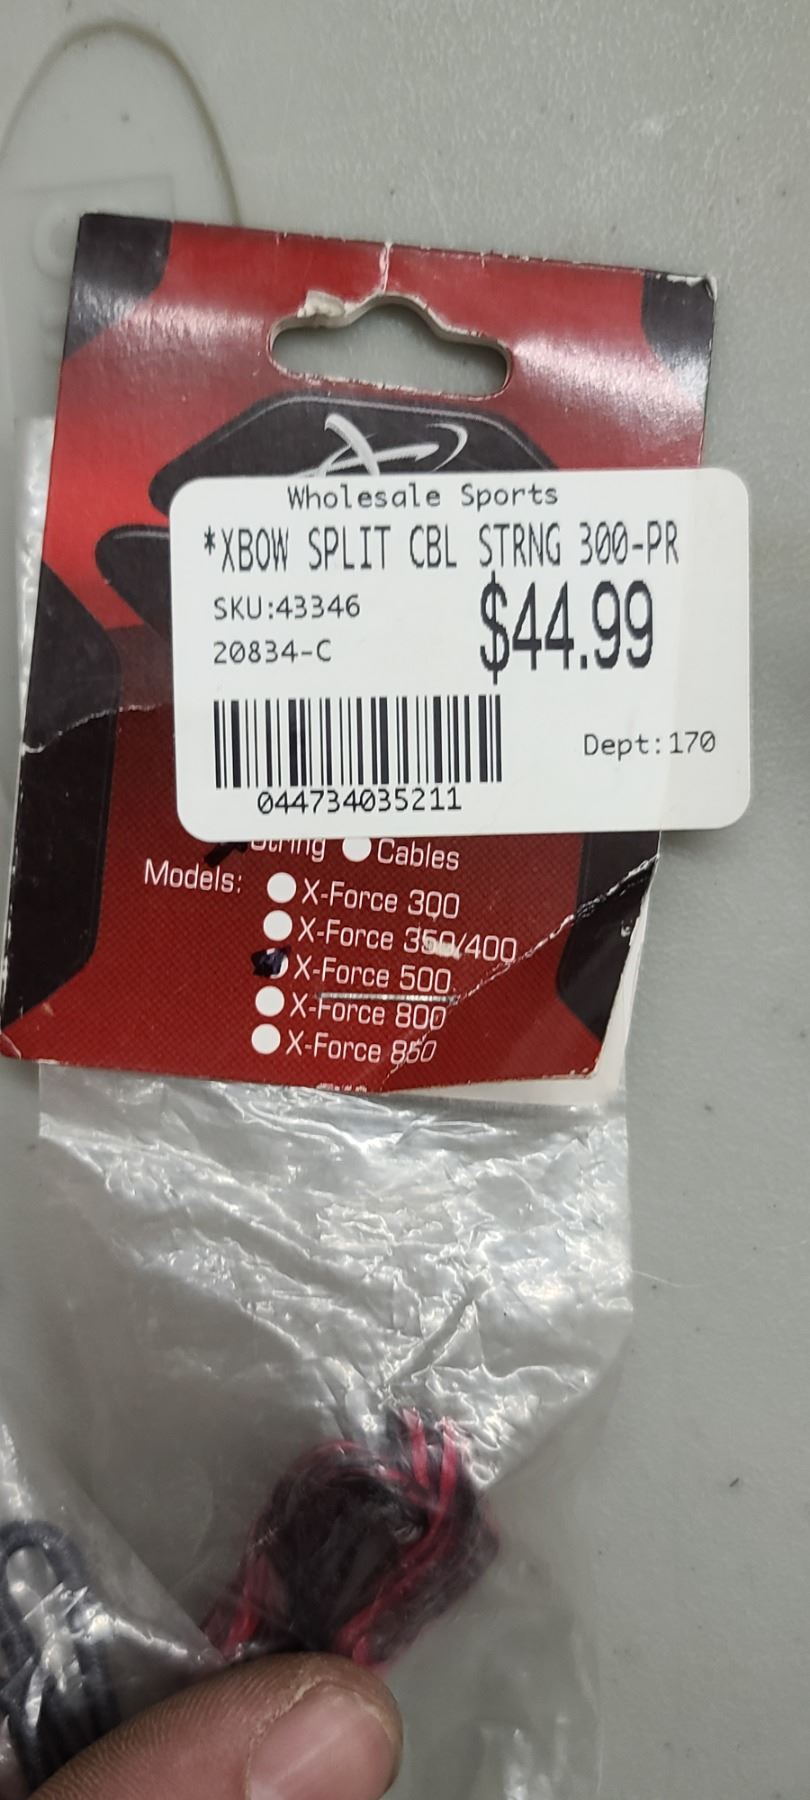 Wholesale Sports
*XBOW SPLIT CBL STRNG 300-PR
SKU:43346
$44.99
20834-C
Dept:170
044734035211
String Cables
Models: X-Force 300
X-Force 350/400
X-Force 500
X-Force 800
X-Force 850